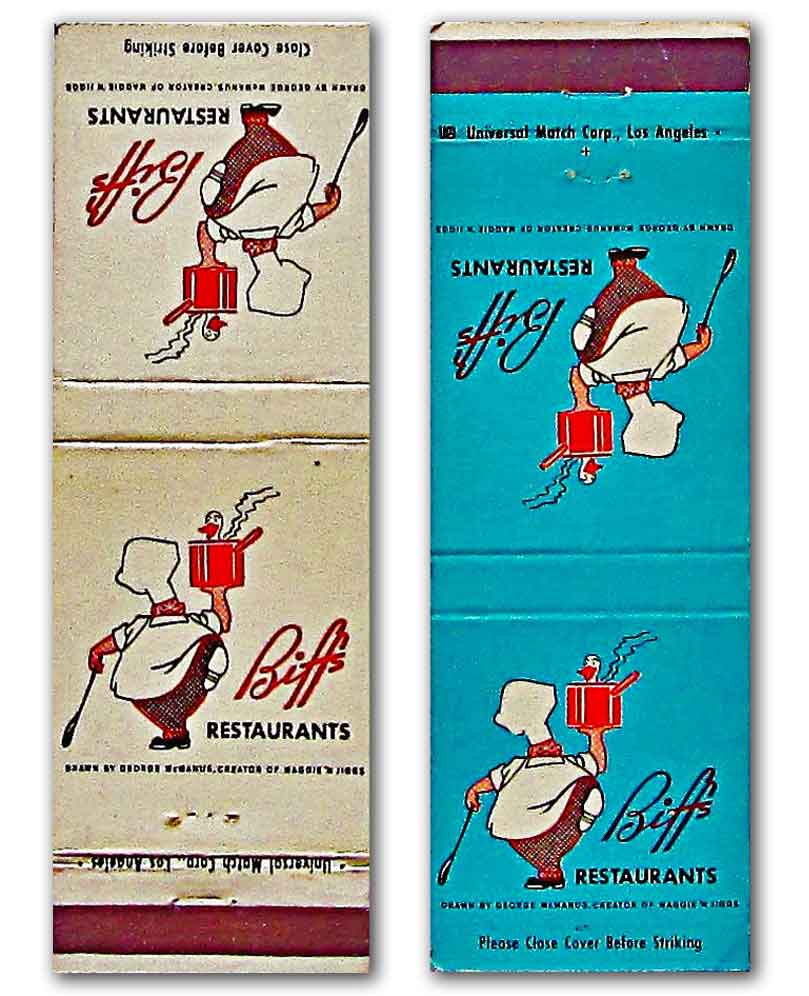 Close Cover Before Striking
DRAWN BY GEORGE McMANUS, CREATOR OF MAGGIE 'N JIGGS
RESTAURANTS
Biff's
Biff's
RESTAURANTS
DRAWN BY GEORGE McMANUS, CREATOR OF MAGGIE 'N JIGGS
• Universal Match Corp., Los Angeles •
Universal Match Corp., Los Angeles •
DRAWN BY GEORGE McMANUS, CREATOR OF MAGGIE 'N JIGGS
RESTAURANTS
Biff's
Biff's
RESTAURANTS
DRAWN BY GEORGE McMANUS, CREATOR OF MAGGIE 'N JIGGS
Please Close Cover Before Striking